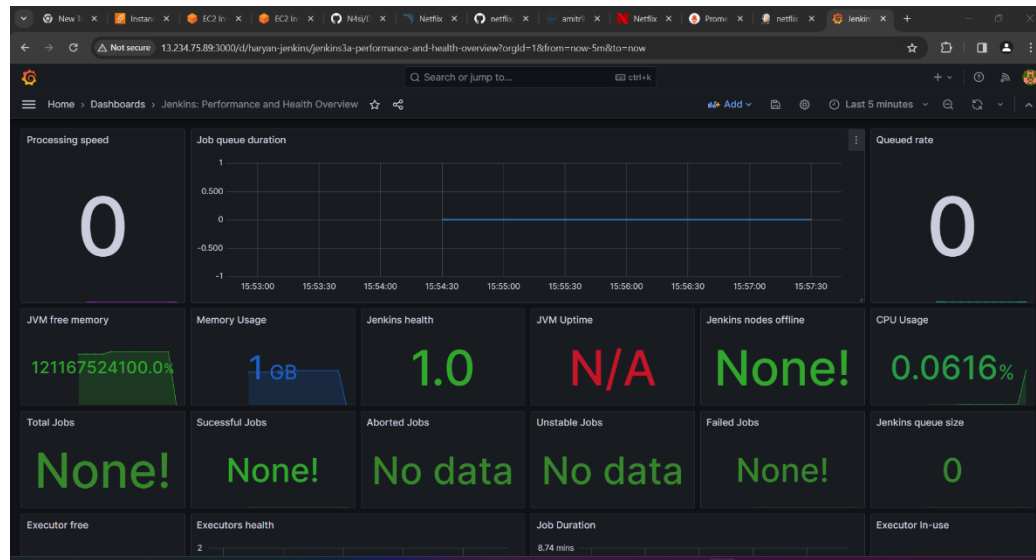 New T
Instanc
EC2 In
EC2 In
N4si/D
Netflix
netflix
amitr9
Netflix
Prome
netflix
Jenkin
Not secure 13.234.75.89:3000/d/haryan-jenkins/jenkins3a-performance-and-health-overview?orgId=1&from=now-5m&to=now
Search or jump to... ctrl+k
Home > Dashboards > Jenkins: Performance and Health Overview
Add
Last 5 minutes
Processing speed
0
Job queue duration
1
0.500
0
-0.500
-1
15:53:00 15:53:30 15:54:00 15:54:30 15:55:00 15:55:30 15:56:00 15:56:30 15:57:00 15:57:30
Queued rate
0
JVM free memory
121167524100.0%
Memory Usage
1 GB
Jenkins health
1.0
JVM Uptime
N/A
Jenkins nodes offline
None!
CPU Usage
0.0616%
Total Jobs
None!
Sucessful Jobs
None!
Aborted Jobs
No data
Unstable Jobs
No data
Failed Jobs
None!
Jenkins queue size
0
Executor free
Executors health
2
Job Duration
8.74 mins
Executor In-use